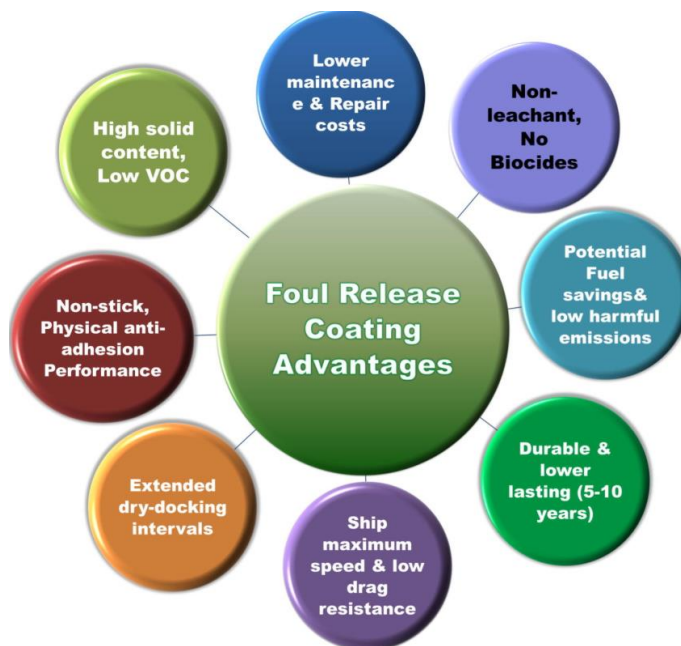 Lower
maintenanc
e & Repair
costs
Non-
leachant,
No
Biocides
High solid
content,
Low VOC
Potential
Fuel
savings&
low harmful
emissions
Non-stick,
Physical anti-
adhesion
Performance
Foul Release
Coating
Advantages
Durable &
lower
lasting (5-10
years)
Extended
dry-docking
intervals
Ship
maximum
speed & low
drag
resistance